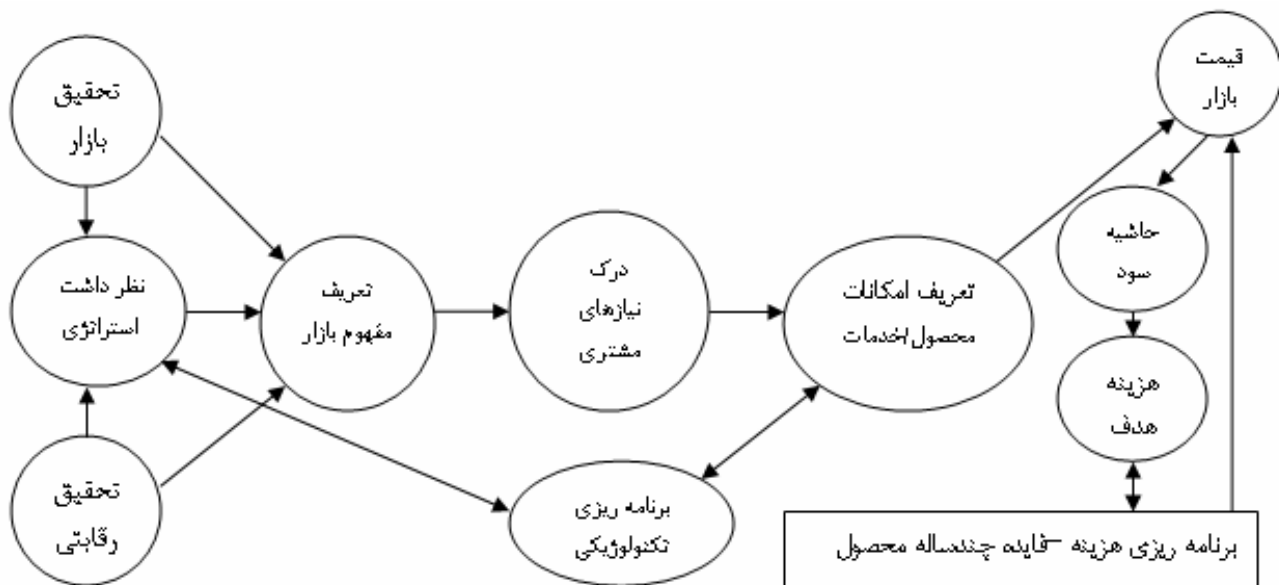 تحقیق
بازار
نظر داشت
استراتژی
تحقیق
رقابتی
تعریف
مفهوم بازار
درک
نیازهای
مشتری
برنامه ریزی
تکنولوژیکی
تعریف امکانات
محصول/خدمات
قیمت
بازار
حاشیه
سود
هزینه
هدف
برنامه ریزی هزینه –فایده چندساله محصول